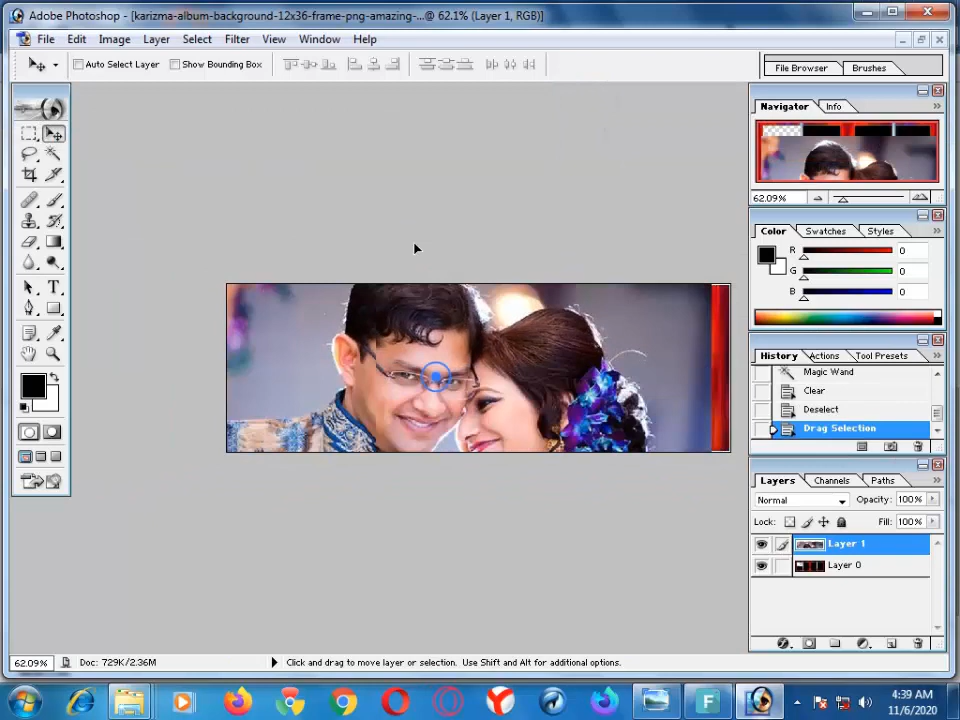 Adobe Photoshop - [karizma-album-background-12x36-frame-png-amazing-...@ 62.1% (Layer 1, RGB)]
File Edit Image Layer Select Filter View Window Help
Auto Select Layer Show Bounding Box
File Browser Brushes
Navigator Info
62.09%
Color Swatches Styles
R 0
G 0
B 0
History Actions Tool Presets
Magic Wand
Clear
Deselect
Drag Selection
Layers Channels Paths
Normal Opacity: 100%
Lock: Fill: 100%
Layer 1
Layer 0
62.09% Doc: 729K/2.36M Click and drag to move layer or selection. Use Shift and Alt for additional options.
4:39 AM
11/6/2020